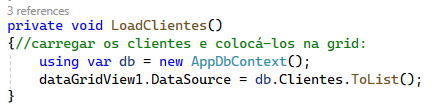 3 references
private void LoadClientes()
{//carregar os clientes e colocá-los na grid:
using var db = new AppDbContext();
dataGridView1.DataSource = db.Clientes.ToList();
}